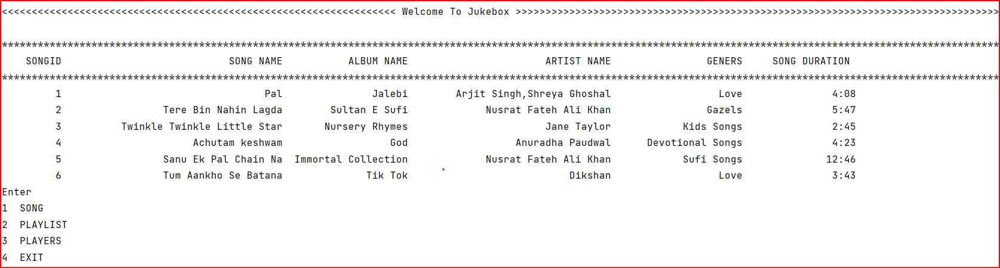 <<<<<<<<<<<<<<<<<<<<<<<<<<<<<<<<<<<<<<<<<<<<<<<<<<<<<<<<<<<<<<<<<< Welcome To Jukebox >>>>>>>>>>>>>>>>>>>>>>>>>>>>>>>>>>>>>>>>>>>>>>>>>>>>>>>>>>>>>>>>>>>>>>>>>>>>>>>>>
***********************************************************************************************************************************************************************
SONGID SONG NAME ALBUM NAME ARTIST NAME GENERS SONG DURATION
***********************************************************************************************************************************************************************
1 Pal Jalebi Arjit Singh,Shreya Ghoshal Love 4:08
2 Tere Bin Nahin Lagda Sultan E Sufi Nusrat Fateh Ali Khan Gazels 5:47
3 Twinkle Twinkle Little Star Nursery Rhymes Jane Taylor Kids Songs 2:45
4 Achutam keshwam God Anuradha Paudwal Devotional Songs 4:23
5 Sanu Ek Pal Chain Na Immortal Collection Nusrat Fateh Ali Khan Sufi Songs 12:46
6 Tum Aankho Se Batana Tik Tok Dikshan Love 3:43
Enter
1 SONG
2 PLAYLIST
3 PLAYERS
4 EXIT